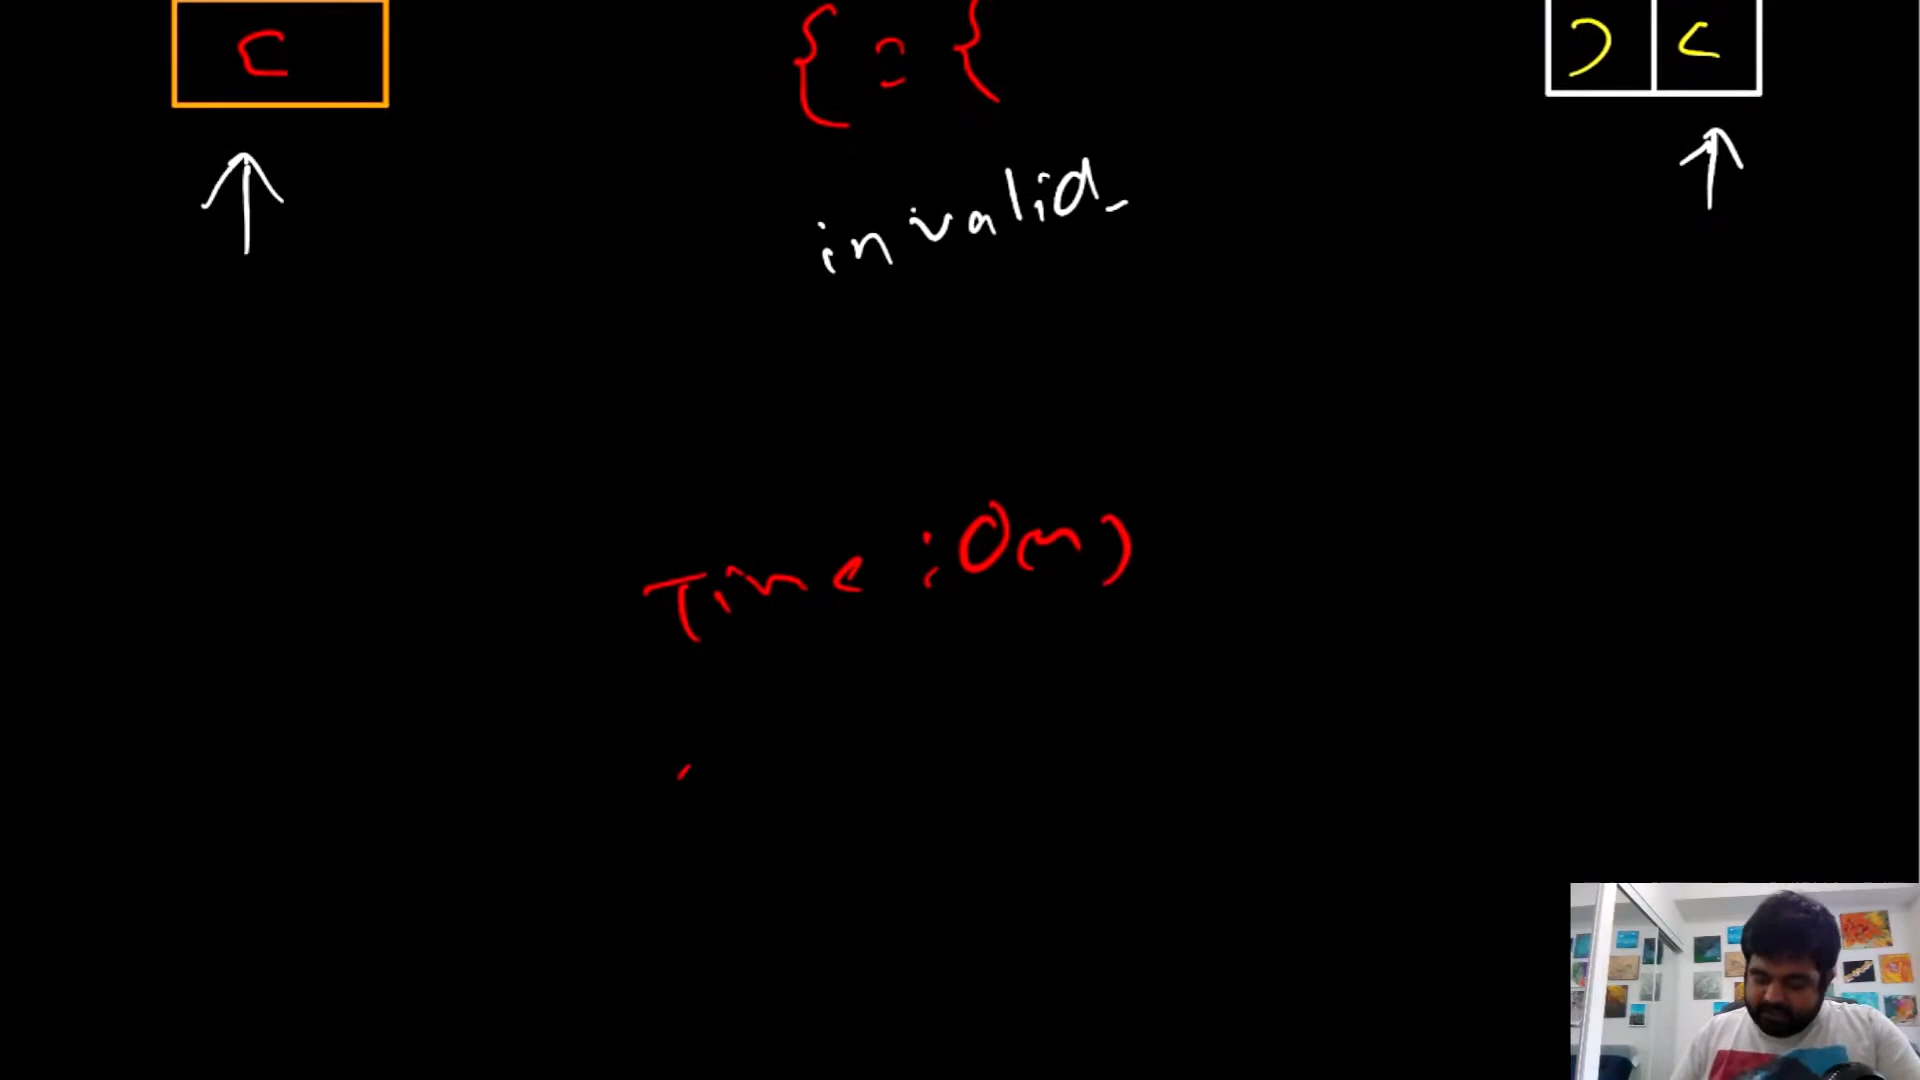 { = {
invalid
Time : O(n)